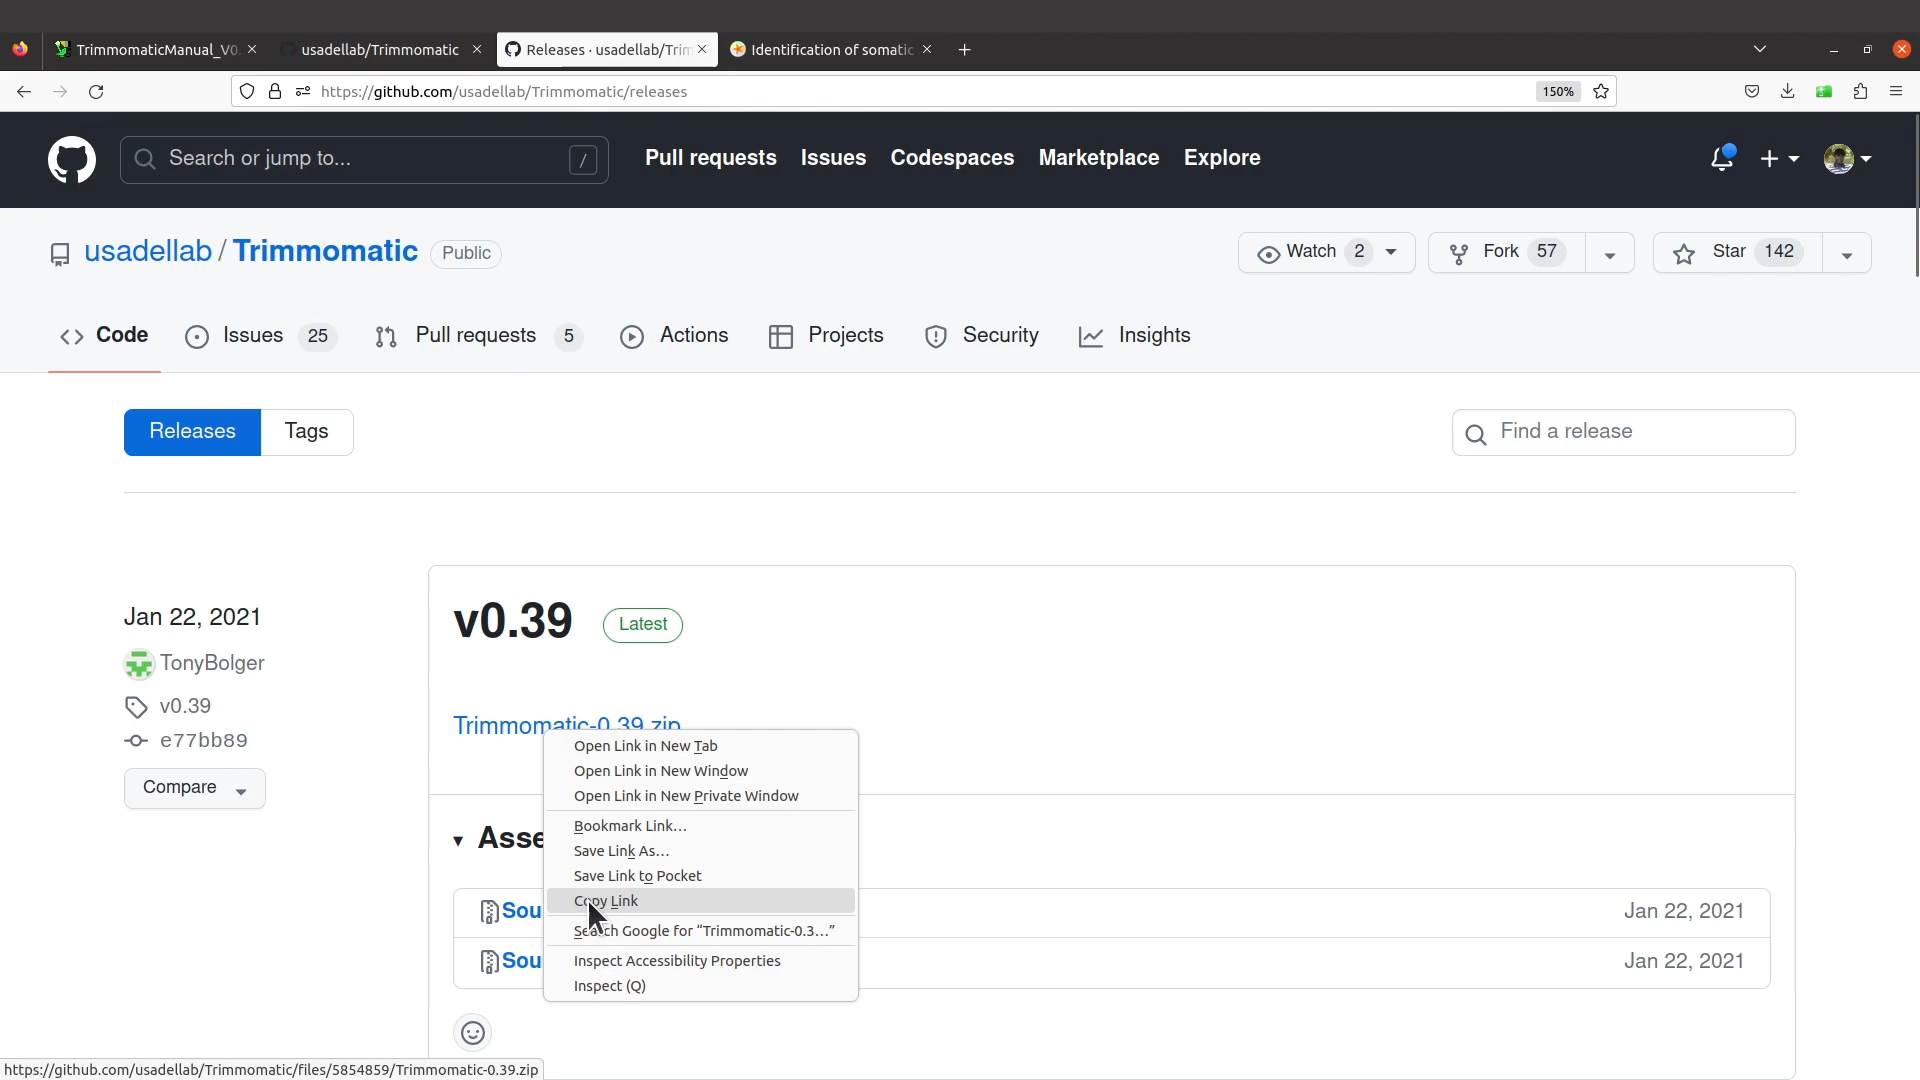 TrimmomaticManual_V0.
usadellab/Trimmomatic
Releases · usadellab/Trim
Identification of somatic
https://github.com/usadellab/Trimmomatic/releases
150%
Search or jump to...
/
Pull requests
Issues
Codespaces
Marketplace
Explore
usadellab / Trimmomatic
Public
Watch 2
Fork 57
Star 142
Code
Issues 25
Pull requests 5
Actions
Projects
Security
Insights
Releases
Tags
Find a release
Jan 22, 2021
TonyBolger
v0.39
e77bb89
Compare
v0.39
Latest
Trimmomatic-0.39.zip
Open Link in New Tab
Open Link in New Window
Open Link in New Private Window
Bookmark Link…
Save Link As…
Save Link to Pocket
Copy Link
Search Google for “Trimmomatic-0.3…”
Inspect Accessibility Properties
Inspect (Q)
Asse
Sou
Jan 22, 2021
Sou
Jan 22, 2021
https://github.com/usadellab/Trimmomatic/files/5854859/Trimmomatic-0.39.zip